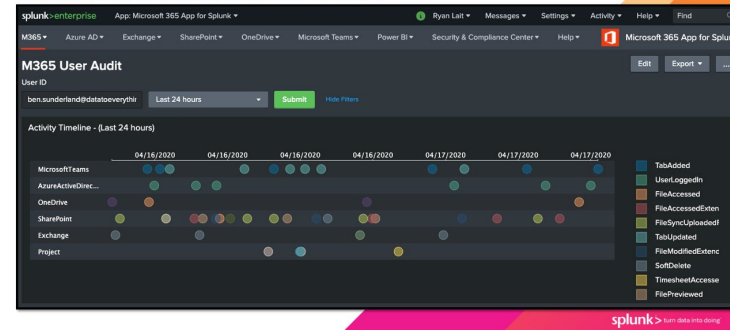 splunk>enterprise App: Microsoft 365 App for Splunk Ryan Lait Messages Settings Activity Help Find
M365 Azure AD Exchange SharePoint OneDrive Microsoft Teams Power BI Security & Compliance Center Help Microsoft 365 App for Splun
M365 User Audit Edit Export ...
User ID
ben.sunderland@datatoeverythir Last 24 hours Submit Hide Filters
Activity Timeline - (Last 24 hours)
04/16/2020 04/16/2020 04/16/2020 04/16/2020 04/17/2020 04/17/2020 04/17/2020
MicrosoftTeams
AzureActiveDirec...
OneDrive
SharePoint
Exchange
Project
TabAdded
UserLoggedIn
FileAccessed
FileAccessedExten
FileSyncUploadedF
TabUpdated
FileModifiedExtenc
SoftDelete
TimesheetAccesse
FilePreviewed
splunk> turn data into doing